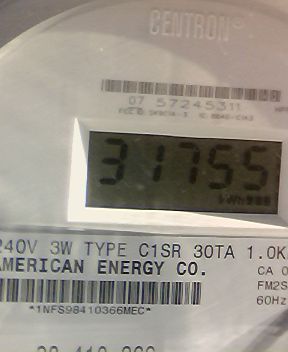 CENTRON®
07 57245311
31755
kWh
240V 3W TYPE C1SR 30TA 1.0K
AMERICAN ENERGY CO.
CA 0
FM2S
60Hz
*1NFS98410366MEC*